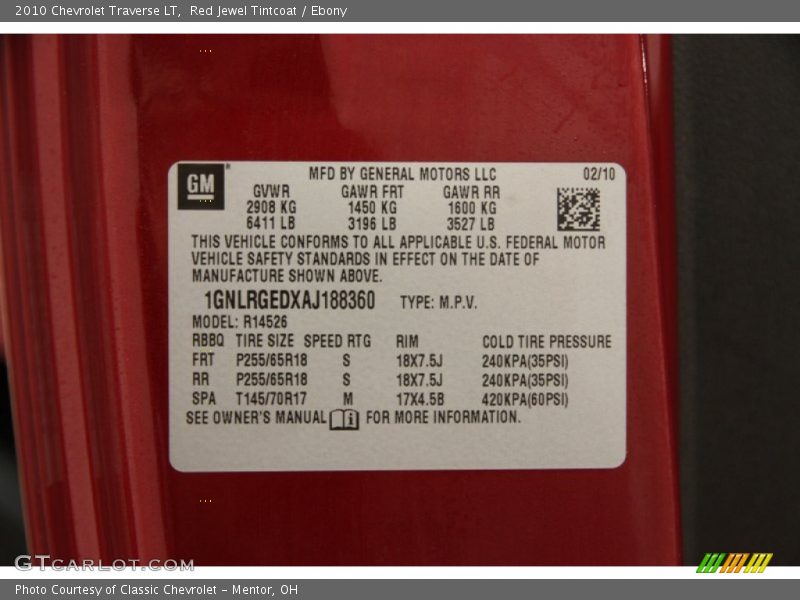 2010 Chevrolet Traverse LT, Red Jewel Tintcoat / Ebony
GM
MFD BY GENERAL MOTORS LLC 02/10
GVWR GAWR FRT GAWR RR
2908 KG 1450 KG 1600 KG
6411 LB 3196 LB 3527 LB
THIS VEHICLE CONFORMS TO ALL APPLICABLE U.S. FEDERAL MOTOR
VEHICLE SAFETY STANDARDS IN EFFECT ON THE DATE OF
MANUFACTURE SHOWN ABOVE.
1GNLRGEDXAJ188360 TYPE: M.P.V.
MODEL: R14526
RBBQ TIRE SIZE SPEED RTG RIM COLD TIRE PRESSURE
FRT P255/65R18 S 18X7.5J 240KPA(35PSI)
RR P255/65R18 S 18X7.5J 240KPA(35PSI)
SPA T145/70R17 M 17X4.5B 420KPA(60PSI)
SEE OWNER'S MANUAL FOR MORE INFORMATION.
GTCARLOT.COM
Photo Courtesy of Classic Chevrolet - Mentor, OH